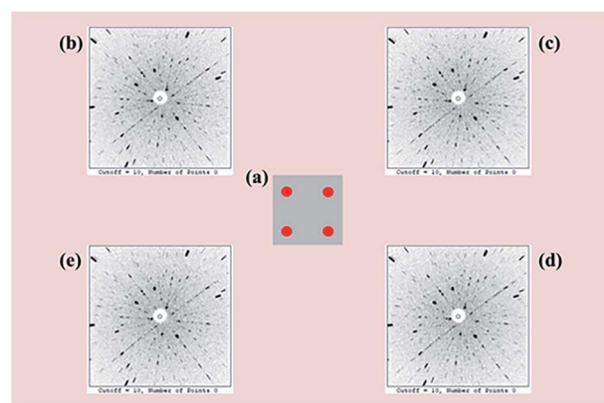 (b)
Cutoff = 10, Number of Points 0
(c)
Cutoff = 10, Number of Points 0
(a)
(e)
Cutoff = 10, Number of Points 0
(d)
Cutoff = 10, Number of Points 0